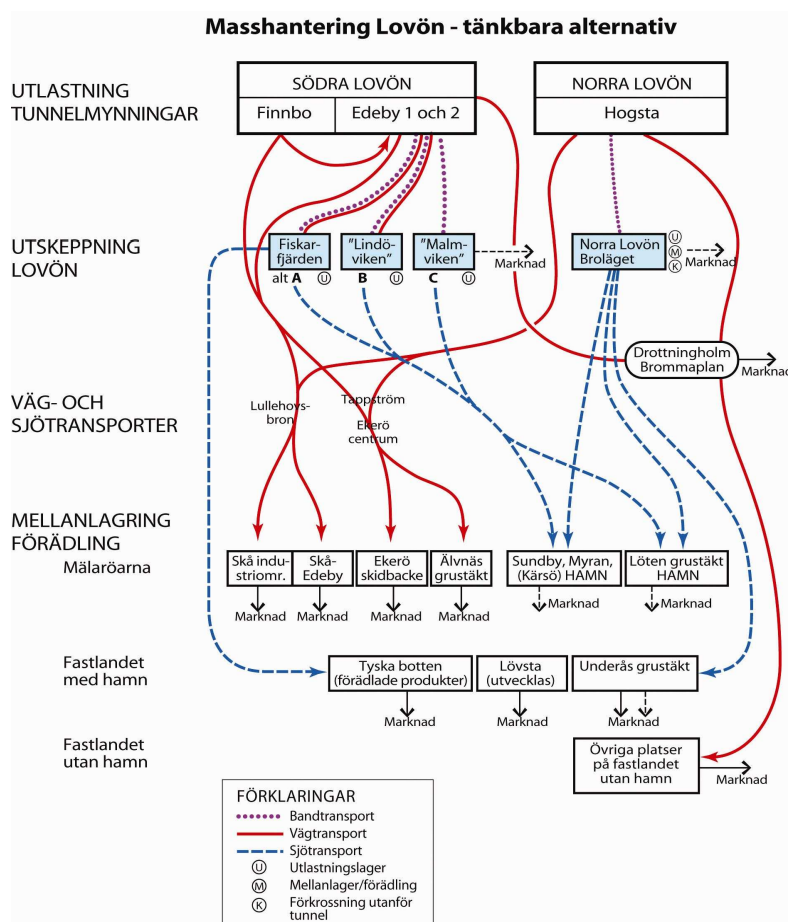 Masshantering Lovön - tänkbara alternativ
UTLASTNING
TUNNELMYNNINGAR
SÖDRA LOVÖN
Finnbo
Edeby 1 och 2
NORRA LOVÖN
Hogsta
UTSKEPPNING
LOVÖN
Fiskar-
fjärden
alt A U
"Lindö-
viken"
B U
"Malm-
viken"
C U
Marknad
Norra Lovön
Broläget
U
M
K
Marknad
Drottningholm
Brommaplan
Marknad
VÄG- OCH
SJÖTRANSPORTER
Lullehovs-
bron
Tappström
Ekerö
centrum
MELLANLAGRING
FÖRÄDLING
Mälaröarna
Skå indu-
striomr.
Skå-
Edeby
Ekerö
skidbacke
Älvnäs
grustäkt
Sundby, Myran,
(Kärsö) HAMN
Löten grustäkt
HAMN
Marknad
Marknad
Marknad
Marknad
Marknad
Marknad
Fastlandet
med hamn
Tyska botten
(förädlade produkter)
Lövsta
(utvecklas)
Underås grustäkt
Marknad
Marknad
Marknad
Fastlandet
utan hamn
Övriga platser
på fastlandet
utan hamn
Marknad
FÖRKLARINGAR
Bandtransport
Vägtransport
Sjötransport
U Utlastningslager
M Mellanlager/förädling
K Förkrossning utanför
tunnel